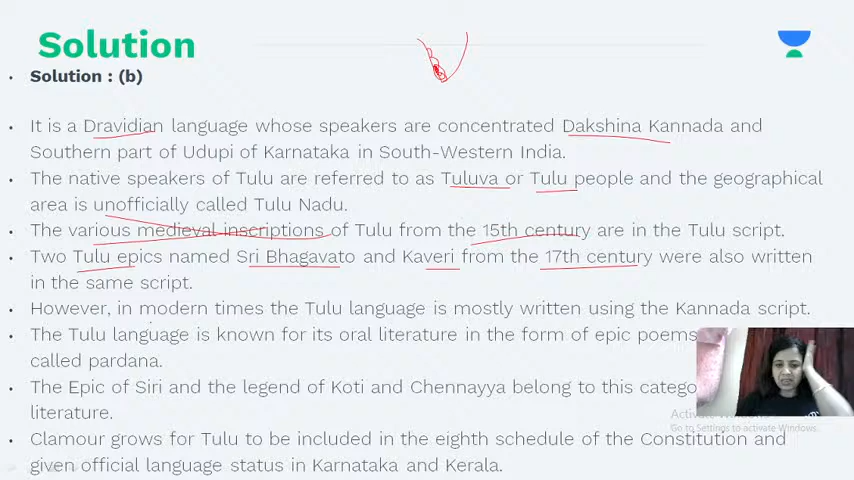 Solution
• Solution : (b)
• It is a Dravidian language whose speakers are concentrated Dakshina Kannada and
Southern part of Udupi of Karnataka in South-Western India.
• The native speakers of Tulu are referred to as Tuluva or Tulu people and the geographical
area is unofficially called Tulu Nadu.
• The various medieval inscriptions of Tulu from the 15th century are in the Tulu script.
• Two Tulu epics named Sri Bhagavato and Kaveri from the 17th century were also written
in the same script.
• However, in modern times the Tulu language is mostly written using the Kannada script.
• The Tulu language is known for its oral literature in the form of epic poems
called pardana.
• The Epic of Siri and the legend of Koti and Chennayya belong to this
literature.
• Clamour grows for Tulu to be included in the eighth schedule of the Constitution and
given official language status in Karnataka and Kerala.
Go to Settings to activate Windows.